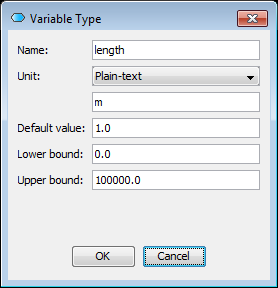 Variable Type
Name: length
Unit: Plain-text
m
Default value: 1.0
Lower bound: 0.0
Upper bound: 100000.0
OK Cancel